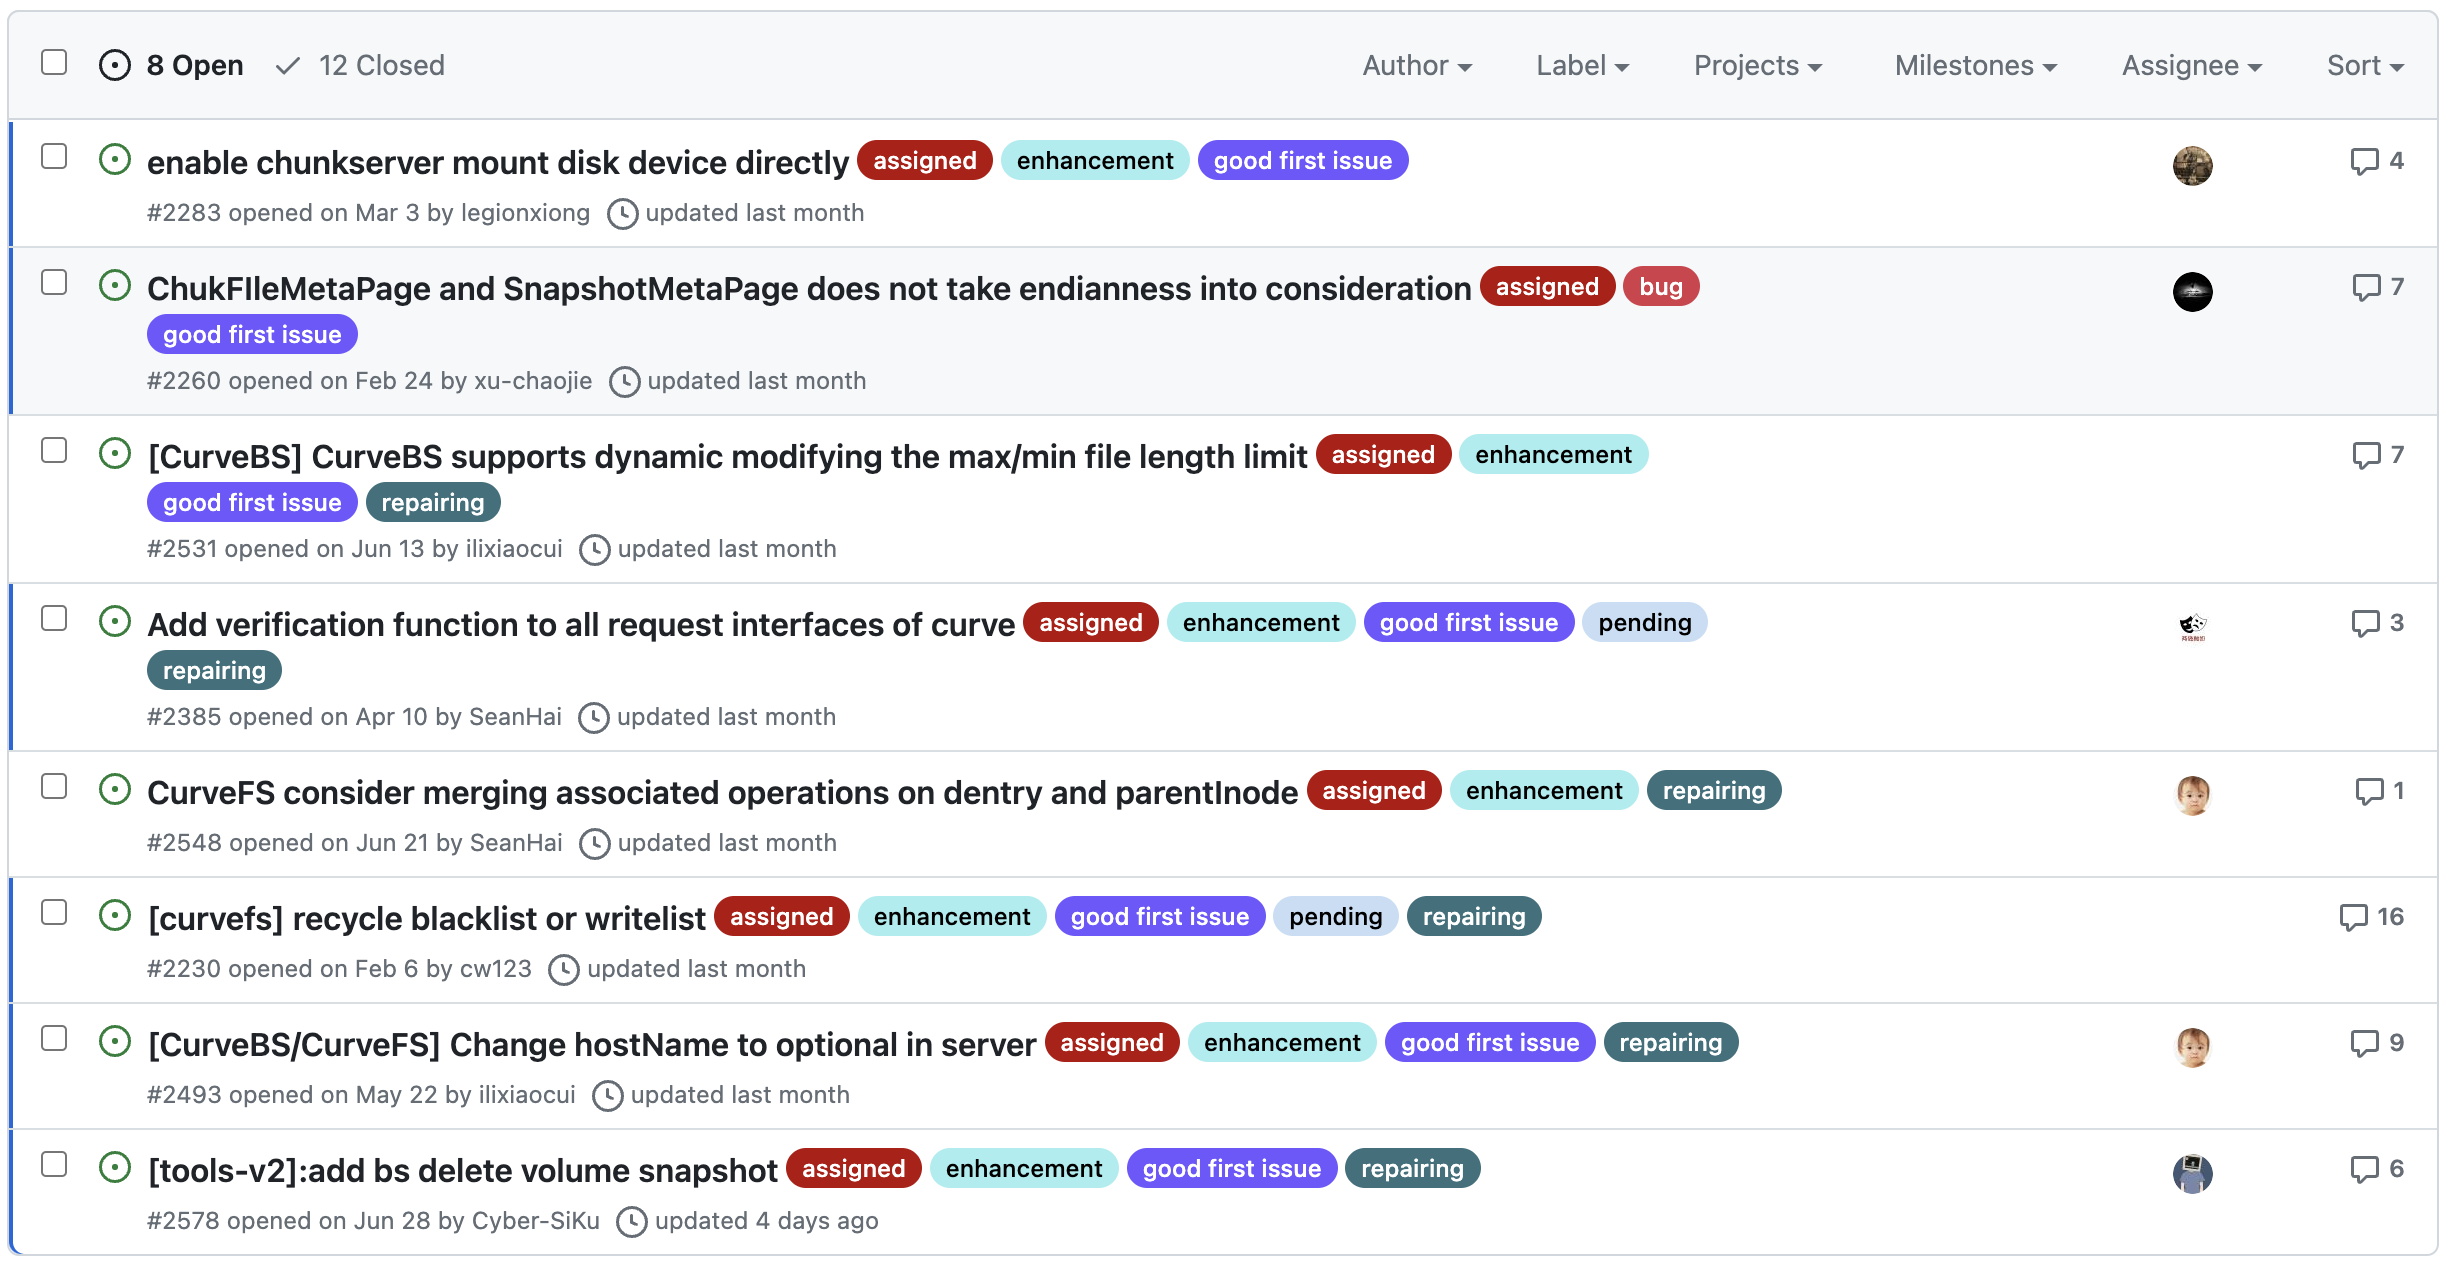 8 Open 12 Closed Author Label Projects Milestones Assignee Sort
enable chunkserver mount disk device directly assigned enhancement good first issue 4
#2283 opened on Mar 3 by legionxiong updated last month
ChukFIleMetaPage and SnapshotMetaPage does not take endianness into consideration assigned bug 7
good first issue
#2260 opened on Feb 24 by xu-chaojie updated last month
[CurveBS] CurveBS supports dynamic modifying the max/min file length limit assigned enhancement 7
good first issue repairing
#2531 opened on Jun 13 by ilixiaocui updated last month
Add verification function to all request interfaces of curve assigned enhancement good first issue pending 3
repairing
#2385 opened on Apr 10 by SeanHai updated last month
CurveFS consider merging associated operations on dentry and parentInode assigned enhancement repairing 1
#2548 opened on Jun 21 by SeanHai updated last month
[curvefs] recycle blacklist or writelist assigned enhancement good first issue pending repairing 16
#2230 opened on Feb 6 by cw123 updated last month
[CurveBS/CurveFS] Change hostName to optional in server assigned enhancement good first issue repairing 9
#2493 opened on May 22 by ilixiaocui updated last month
[tools-v2]:add bs delete volume snapshot assigned enhancement good first issue repairing 6
#2578 opened on Jun 28 by Cyber-SiKu updated 4 days ago